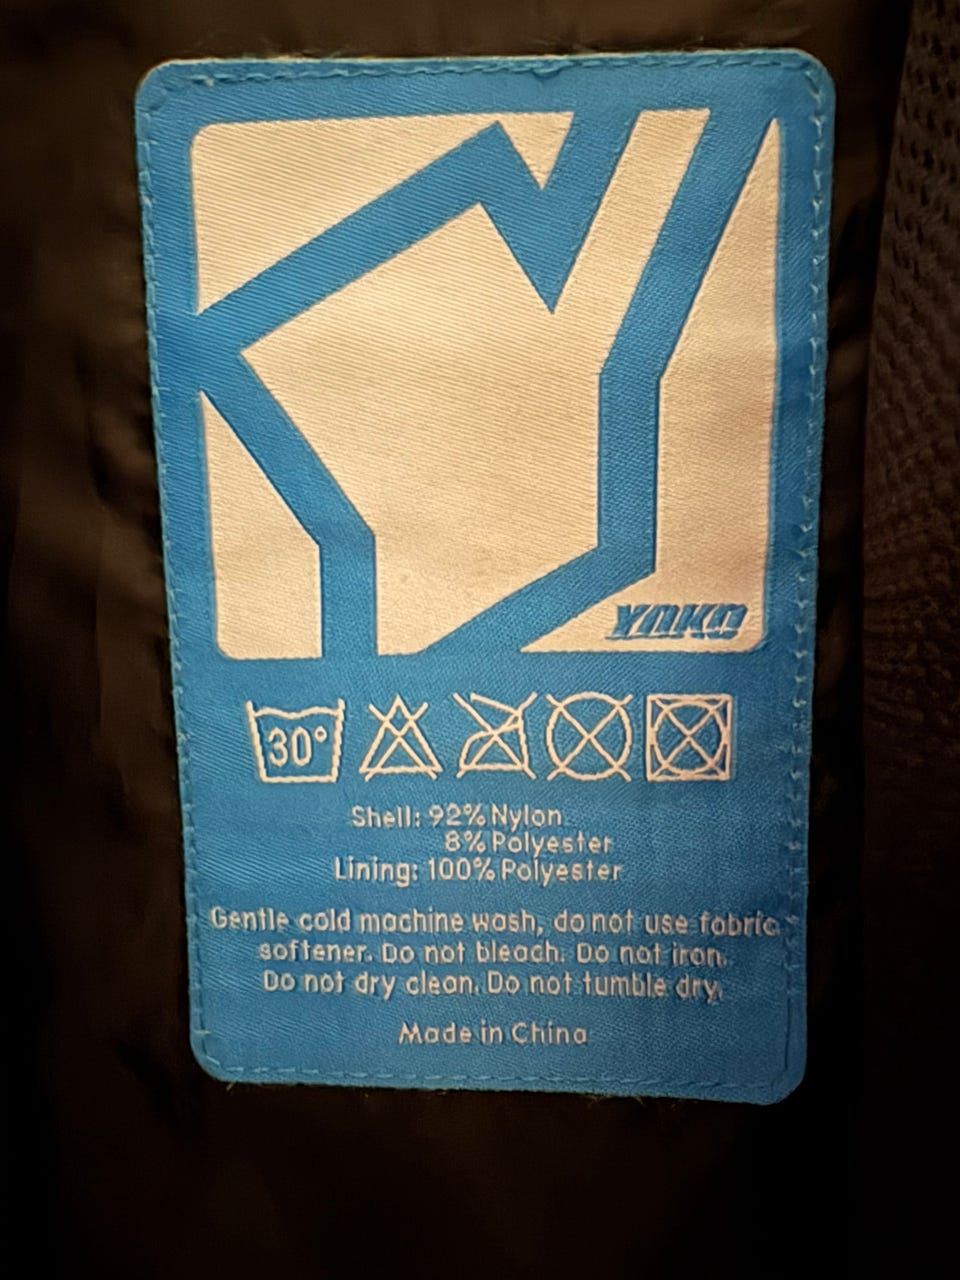 YOKO
30°
Shell: 92% Nylon
8% Polyester
Lining: 100% Polyester
Gentle cold machine wash, do not use fabric
softener. Do not bleach. Do not iron.
Do not dry clean. Do not tumble dry.
Made in China